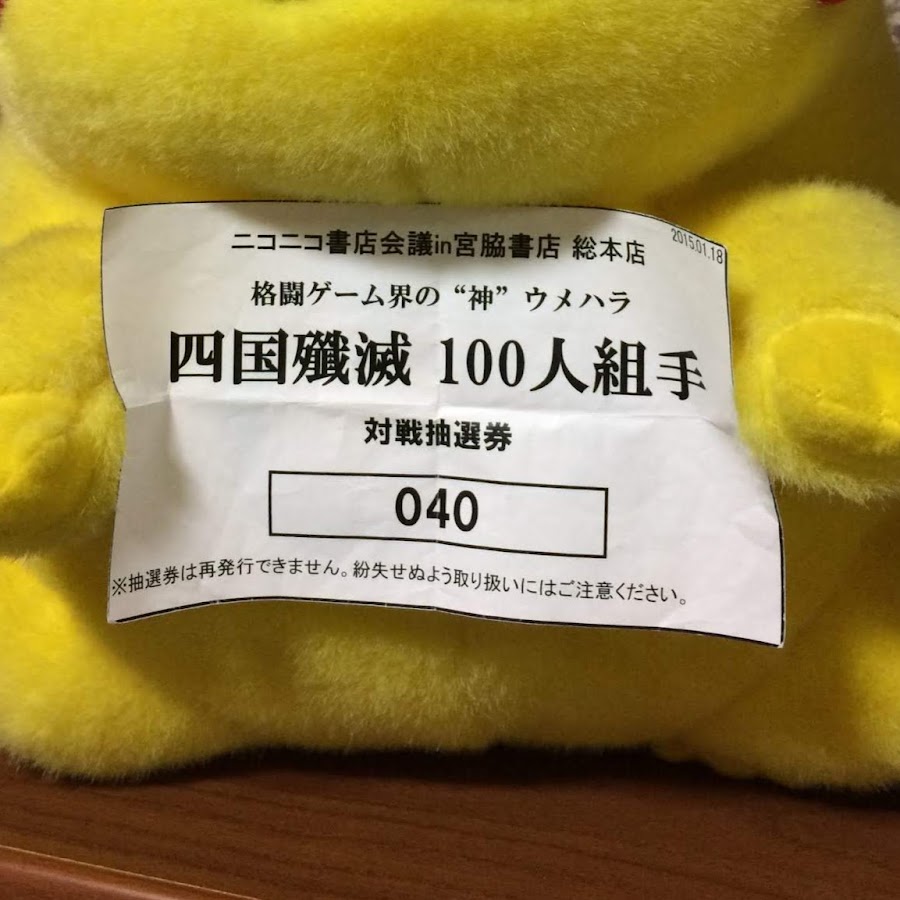 ニコニコ書店会議in宮脇書店 総本店
2015.01.18
格闘ゲーム界の“神”ウメハラ
四国殲滅 100人組手
対戦抽選券
040
※抽選券は再発行できません。紛失せぬよう取り扱いにはご注意ください。